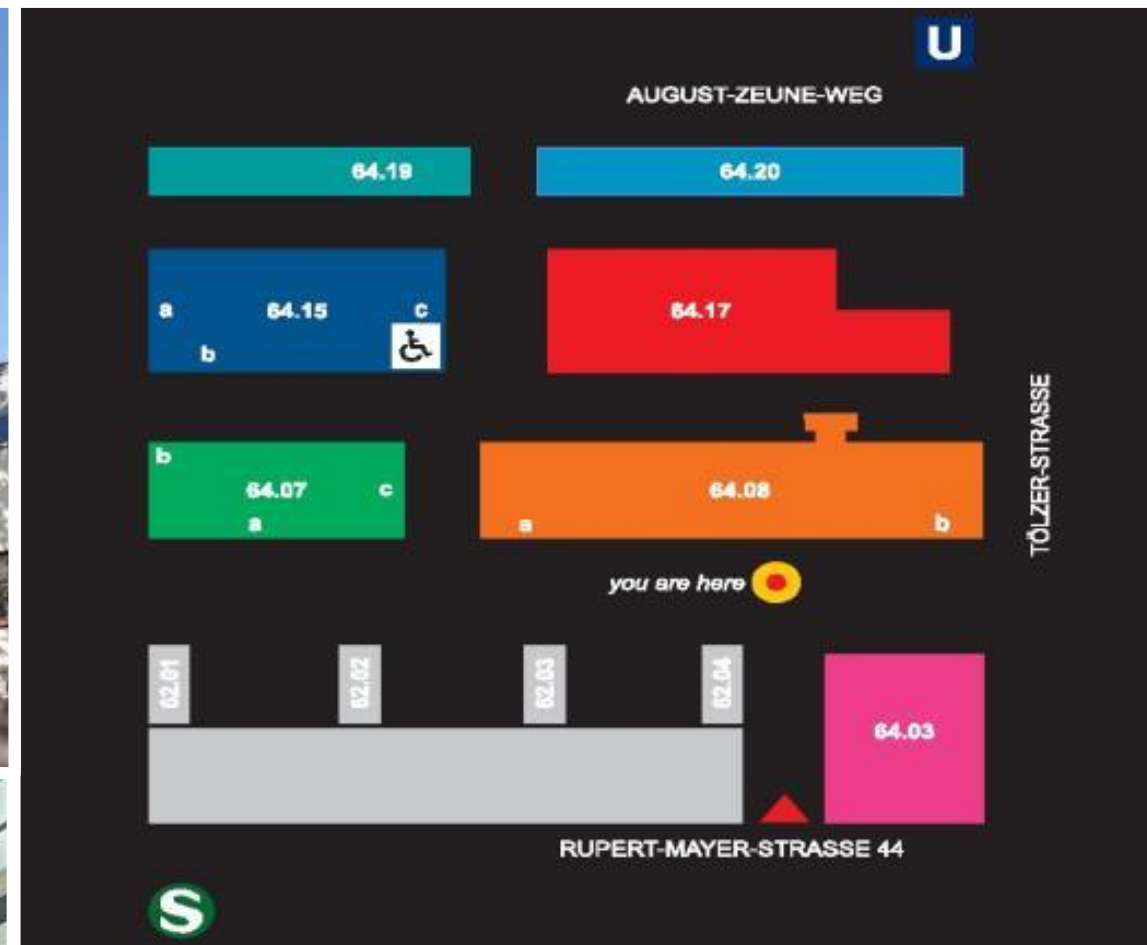 U
AUGUST-ZEUNE-WEG
64.19
64.20
a
64.15
c
b
64.17
TÖLZER-STRASSE
b
64.07
c
a
64.08
a
b
you are here
62.01
62.02
62.03
62.04
64.03
RUPERT-MAYER-STRASSE 44
S